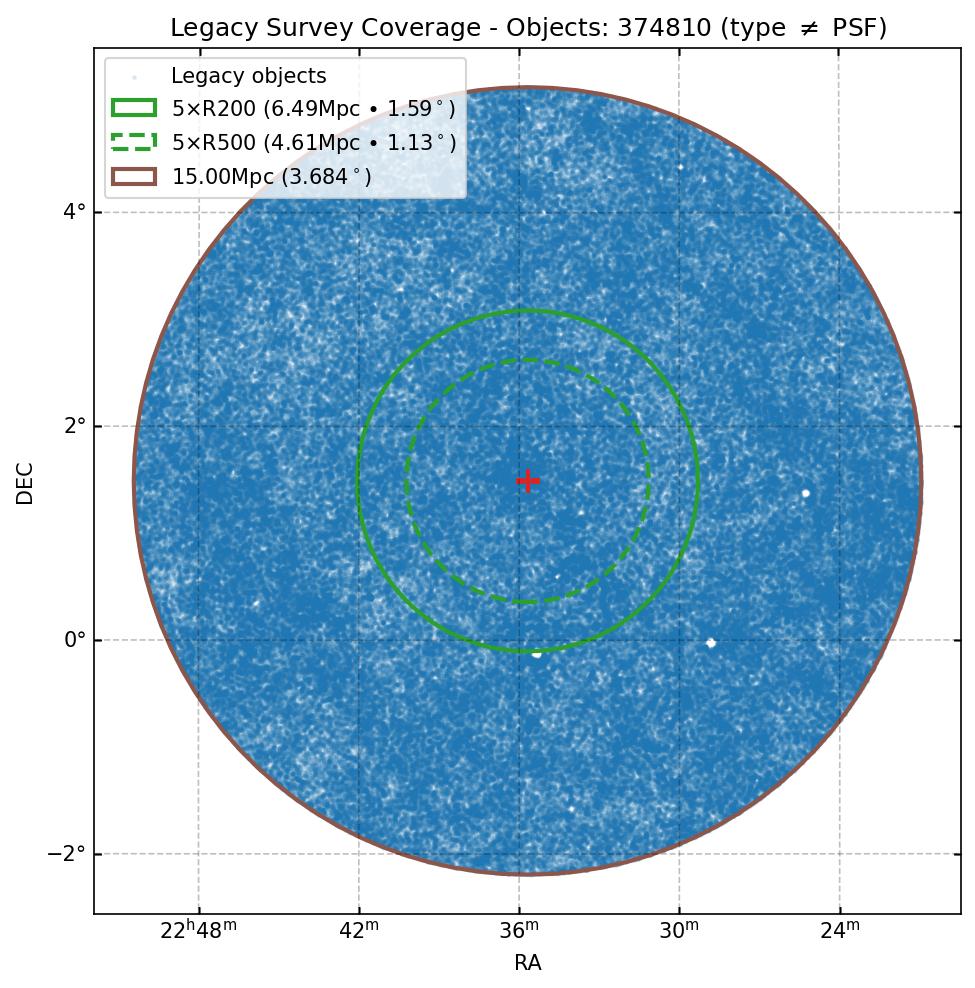 Legacy Survey Coverage - Objects: 374810 (type ≠ PSF)
Legacy objects
5×R200 (6.49Mpc • 1.59°)
5×R500 (4.61Mpc • 1.13°)
15.00Mpc (3.684°)
4°
2°
0°
−2°
DEC
22ʰ48ᵐ 42ᵐ 36ᵐ 30ᵐ 24ᵐ
RA